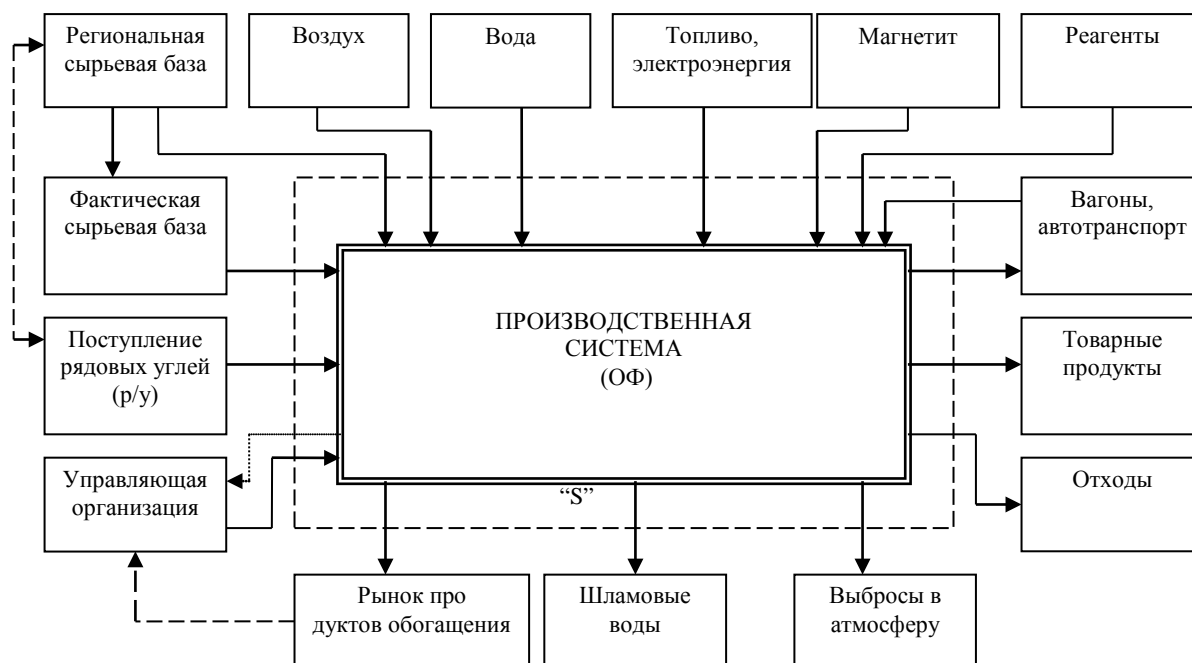 Региональная
сырьевая база
Воздух
Вода
Топливо,
электроэнергия
Магнетит
Реагенты
Фактическая
сырьевая база
Вагоны,
автотранспорт
ПРОИЗВОДСТВЕННАЯ
СИСТЕМА
(ОФ)
Поступление
рядовых углей
(р/у)
Товарные
продукты
Управляющая
организация
“S”
Отходы
Рынок про
дуктов обогащения
Шламовые
воды
Выбросы в
атмосферу